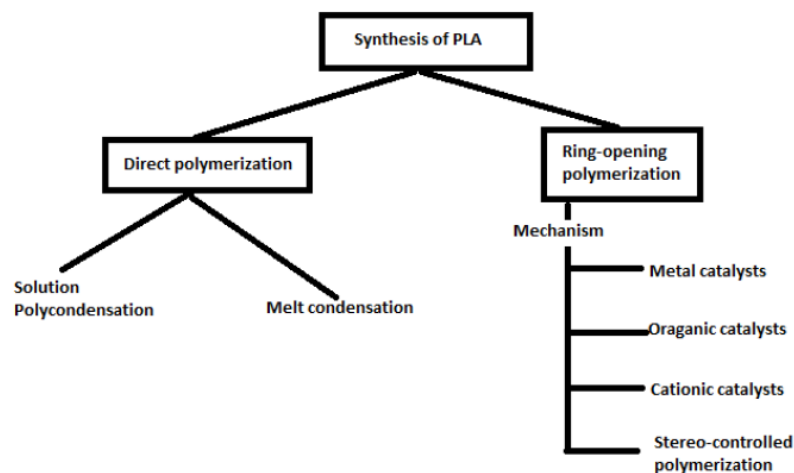 Synthesis of PLA
Direct polymerization
Ring-opening
polymerization
Mechanism
Solution
Polycondensation
Melt condensation
Metal catalysts
Oraganic catalysts
Cationic catalysts
Stereo-controlled
polymerization